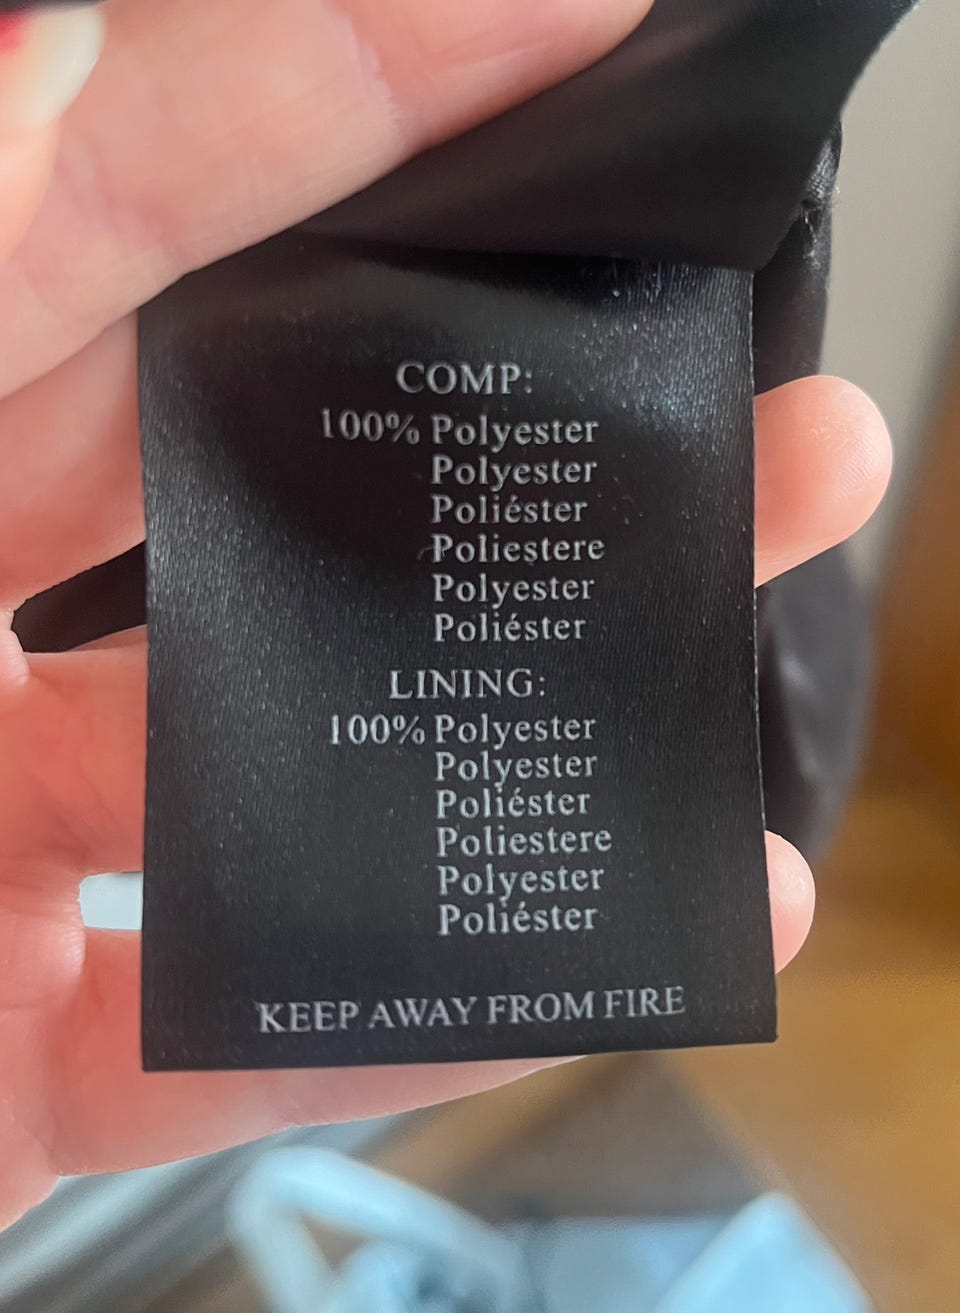 COMP:
100% Polyester
Polyester
Poliéster
Poliestere
Polyester
Poliéster
LINING:
100% Polyester
Polyester
Poliéster
Poliestere
Polyester
Poliéster
KEEP AWAY FROM FIRE